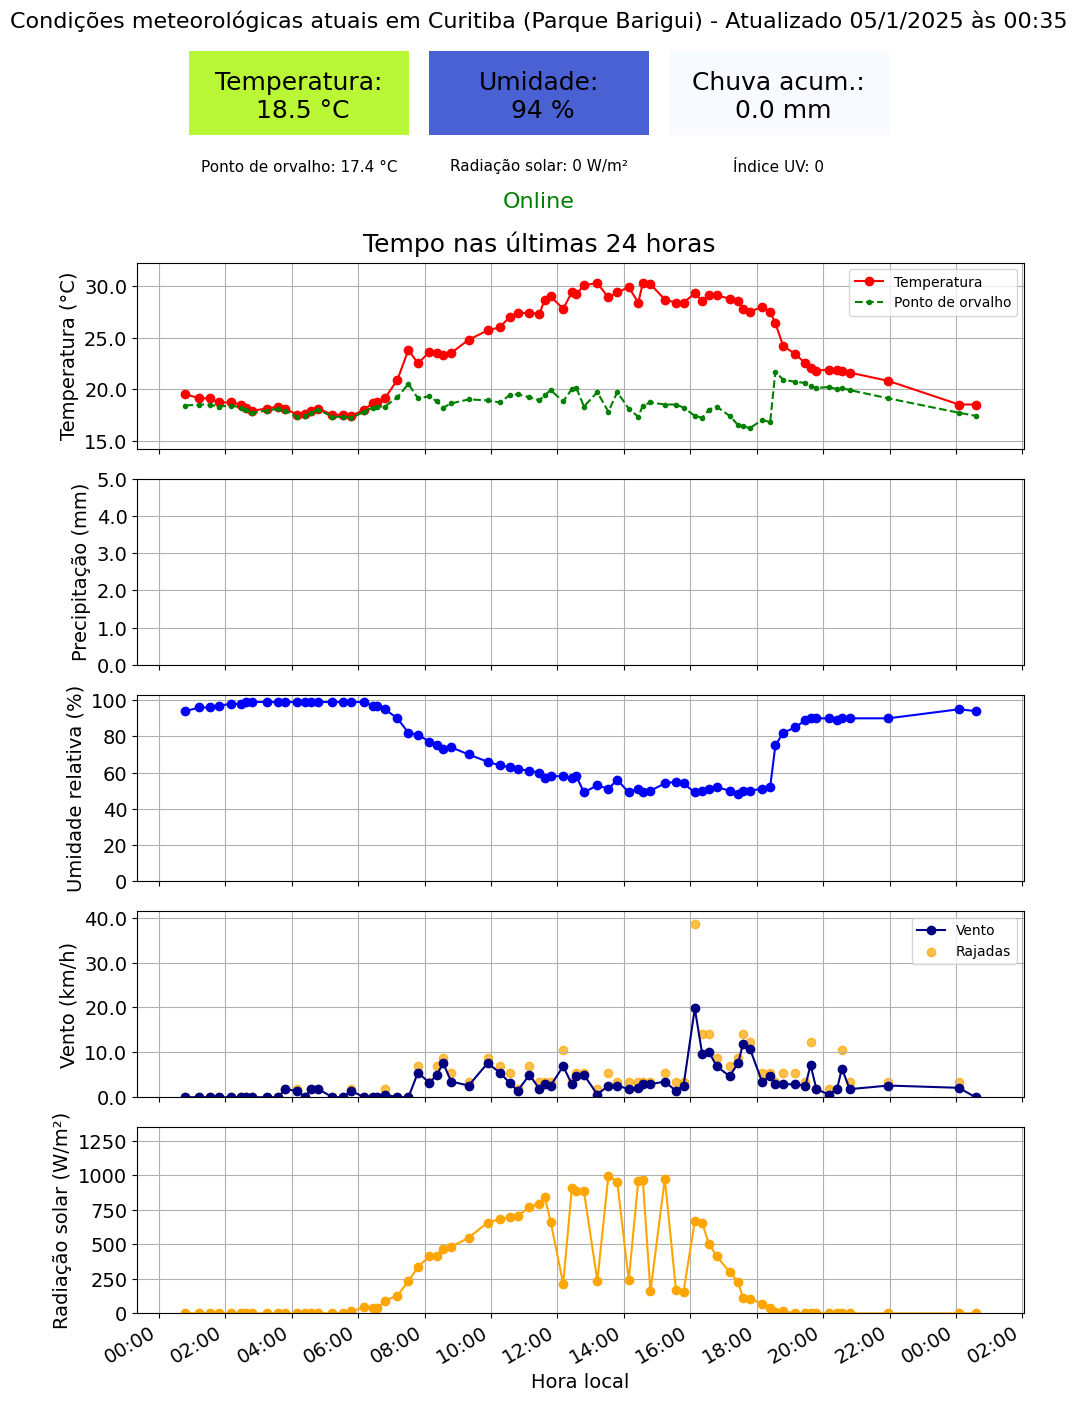 Condições meteorológicas atuais em Curitiba (Parque Barigui) - Atualizado 05/1/2025 às 00:35
Temperatura:
18.5 °C
Umidade:
94 %
Chuva acum.:
0.0 mm
Ponto de orvalho: 17.4 °C
Radiação solar: 0 W/m²
Índice UV: 0
Online
Tempo nas últimas 24 horas
Temperatura (°C)
30.0
25.0
20.0
15.0
Temperatura
Ponto de orvalho
Precipitação (mm)
5.0
4.0
3.0
2.0
1.0
0.0
Umidade relativa (%)
100
80
60
40
20
0
Vento (km/h)
40.0
30.0
20.0
10.0
0.0
Vento
Rajadas
Radiação solar (W/m²)
1250
1000
750
500
250
0
00:00
02:00
04:00
06:00
08:00
10:00
12:00
14:00
16:00
18:00
20:00
22:00
00:00
02:00
Hora local